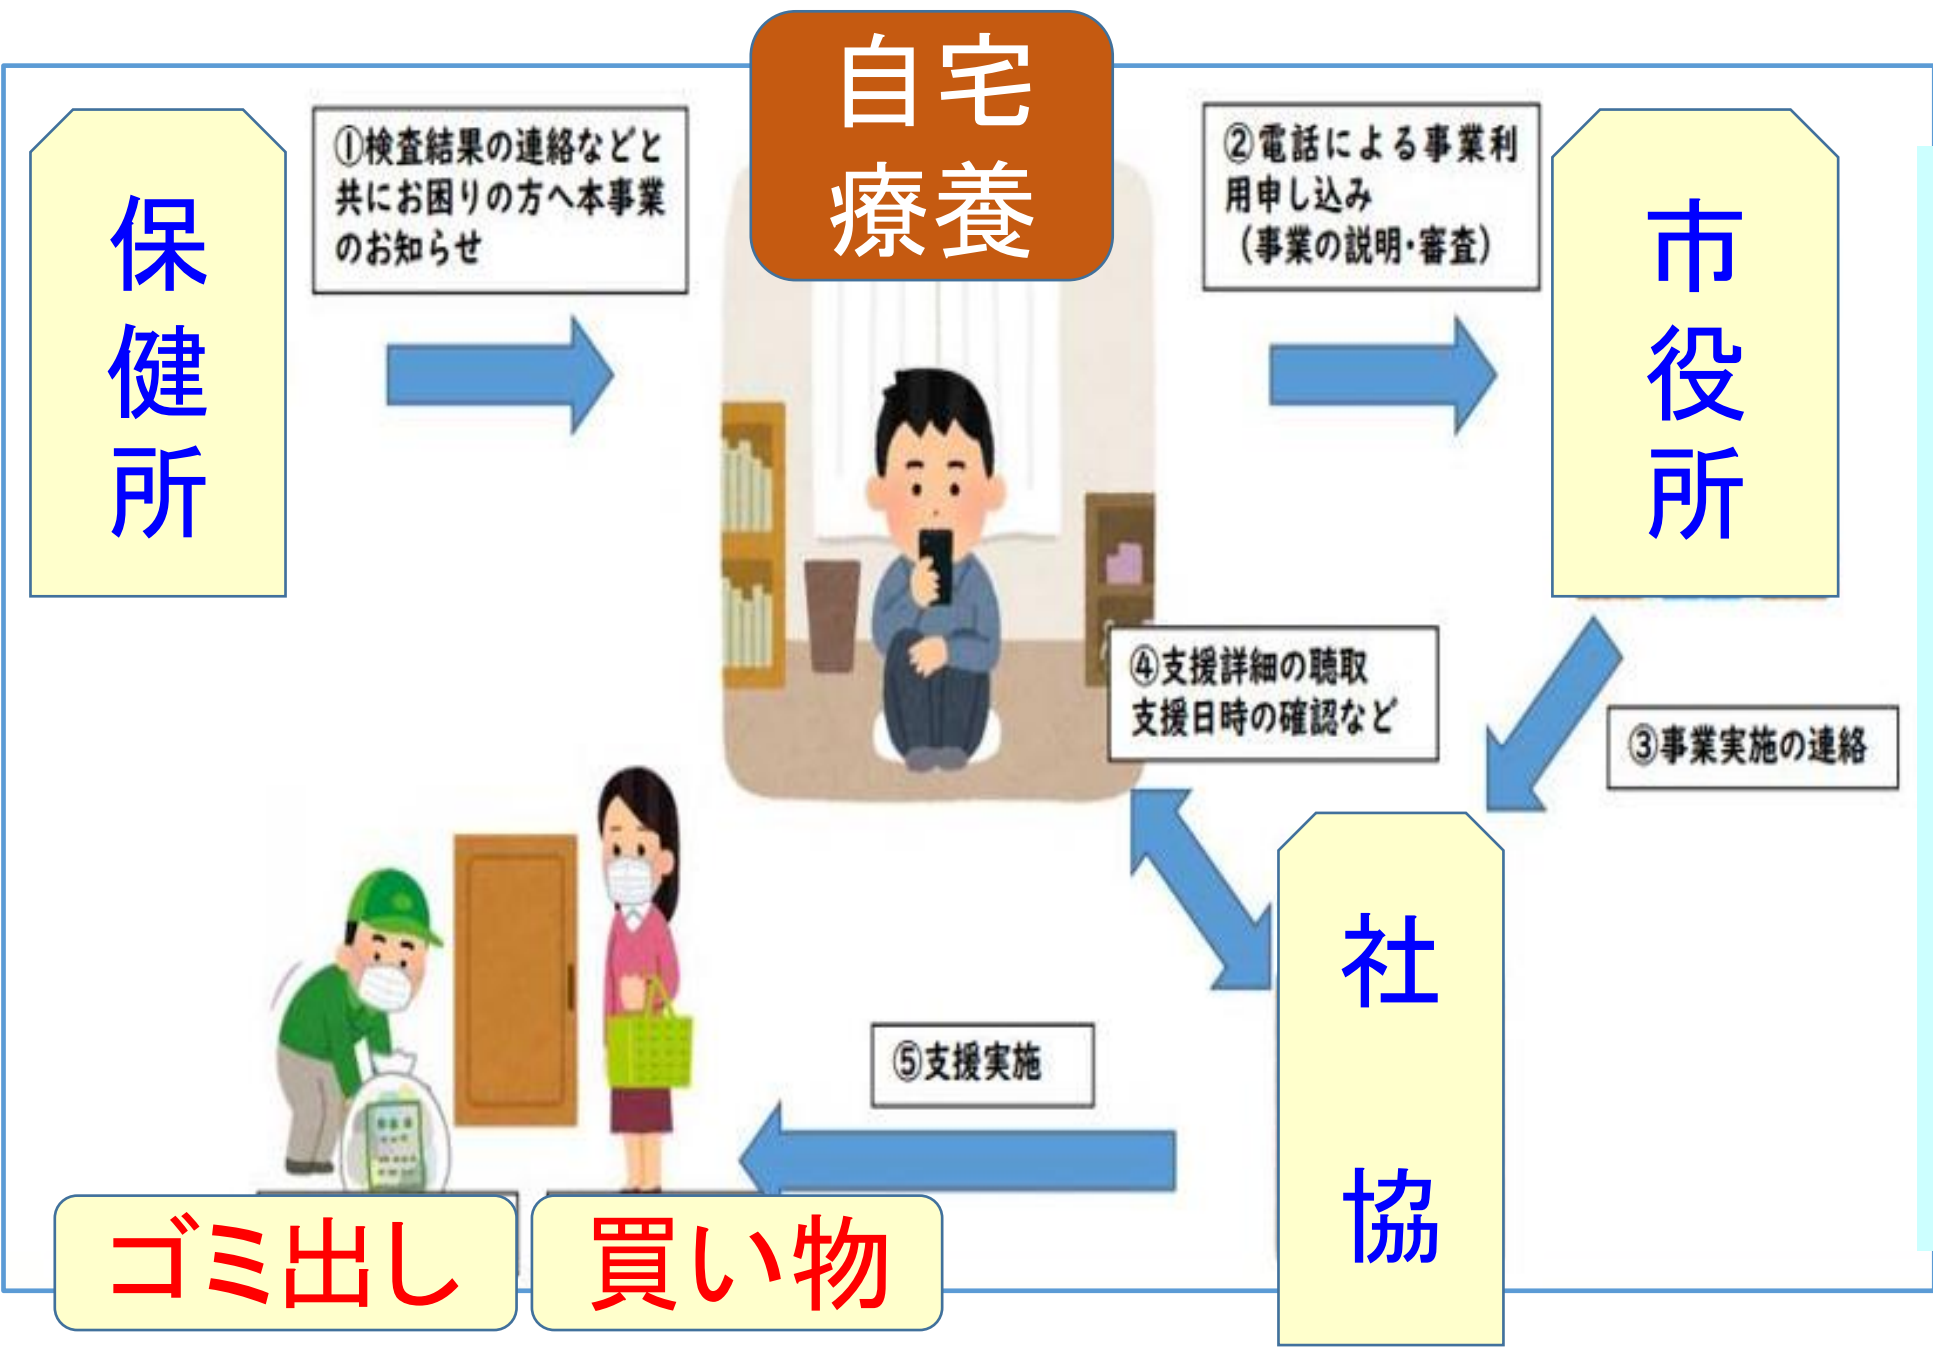 自宅
療養
保健所
①検査結果の連絡などと
共にお困りの方へ本事業
のお知らせ
②電話による事業利
用申し込み
（事業の説明・審査）
市役所
④支援詳細の聴取
支援日時の確認など
③事業実施の連絡
社協
⑤支援実施
ゴミ出し
買い物